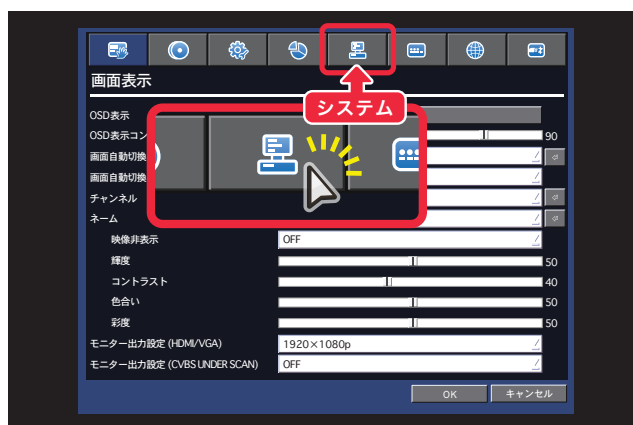 画面表示
システム
OSD表示
OSD表示コン
90
画面自動切換
画面自動切換
チャンネル
ネーム
映像非表示
OFF
輝度
50
コントラスト
40
色合い
50
彩度
50
モニター出力設定 (HDMI/VGA)
1920×1080p
モニター出力設定 (CVBS UNDER SCAN)
OFF
OK
キャンセル